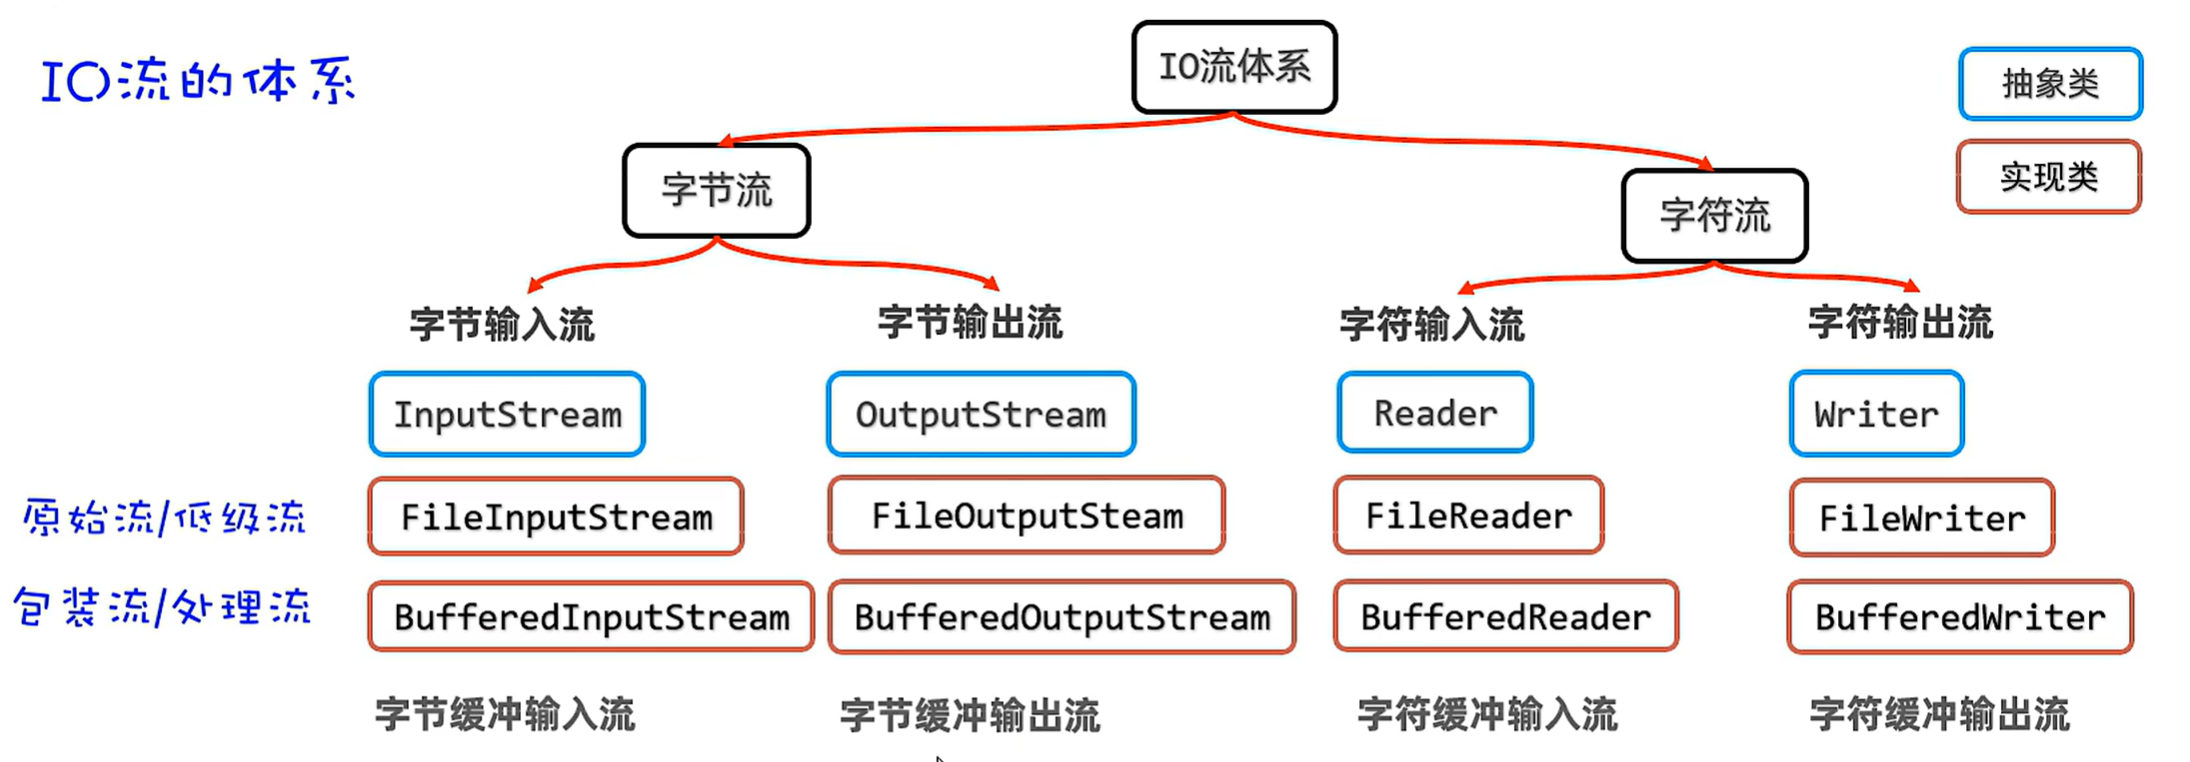 IO流的体系
IO流体系
抽象类
实现类
字节流
字符流
字节输入流
字节输出流
字符输入流
字符输出流
InputStream
OutputStream
Reader
Writer
原始流/低级流
FileInputStream
FileOutputSteam
FileReader
FileWriter
包装流/处理流
BufferedInputStream
BufferedOutputStream
BufferedReader
BufferedWriter
字节缓冲输入流
字节缓冲输出流
字符缓冲输入流
字符缓冲输出流